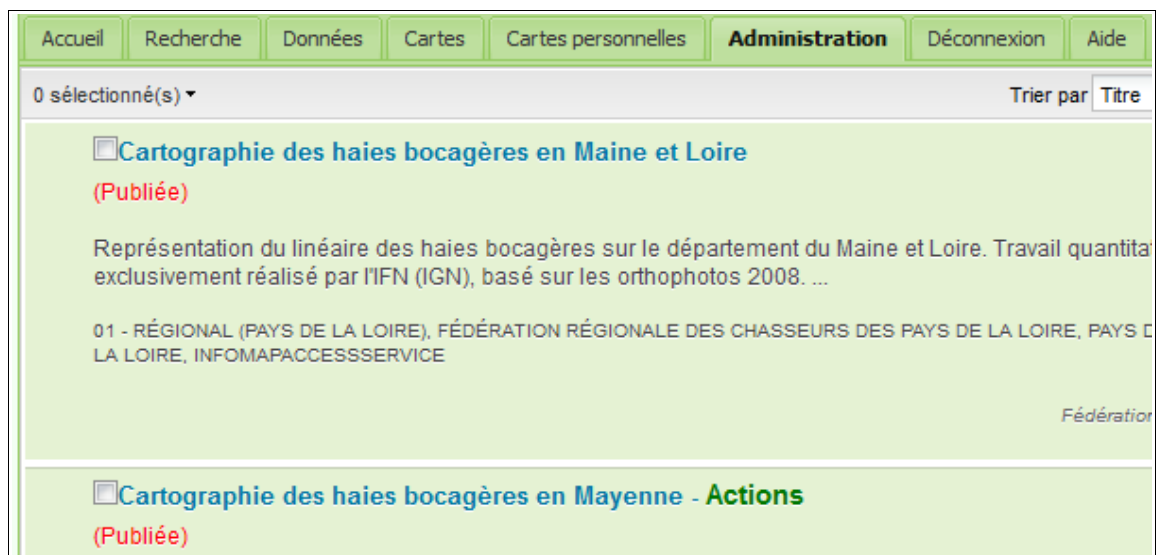 Accueil Recherche Données Cartes Cartes personnelles Administration Déconnexion Aide
0 sélectionné(s) Trier par Titre
Cartographie des haies bocagères en Maine et Loire
(Publiée)
Représentation du linéaire des haies bocagères sur le département du Maine et Loire. Travail
exclusivement réalisé par l'IFN (IGN), basé sur les orthophotos 2008. ...
01 - RÉGIONAL (PAYS DE LA LOIRE), FÉDÉRATION RÉGIONALE DES CHASSEURS DES PAYS DE LA LOIRE, PAYS
LA LOIRE, INFOMAPACCESSSERVICE
Fédération
Cartographie des haies bocagères en Mayenne - Actions
(Publiée)